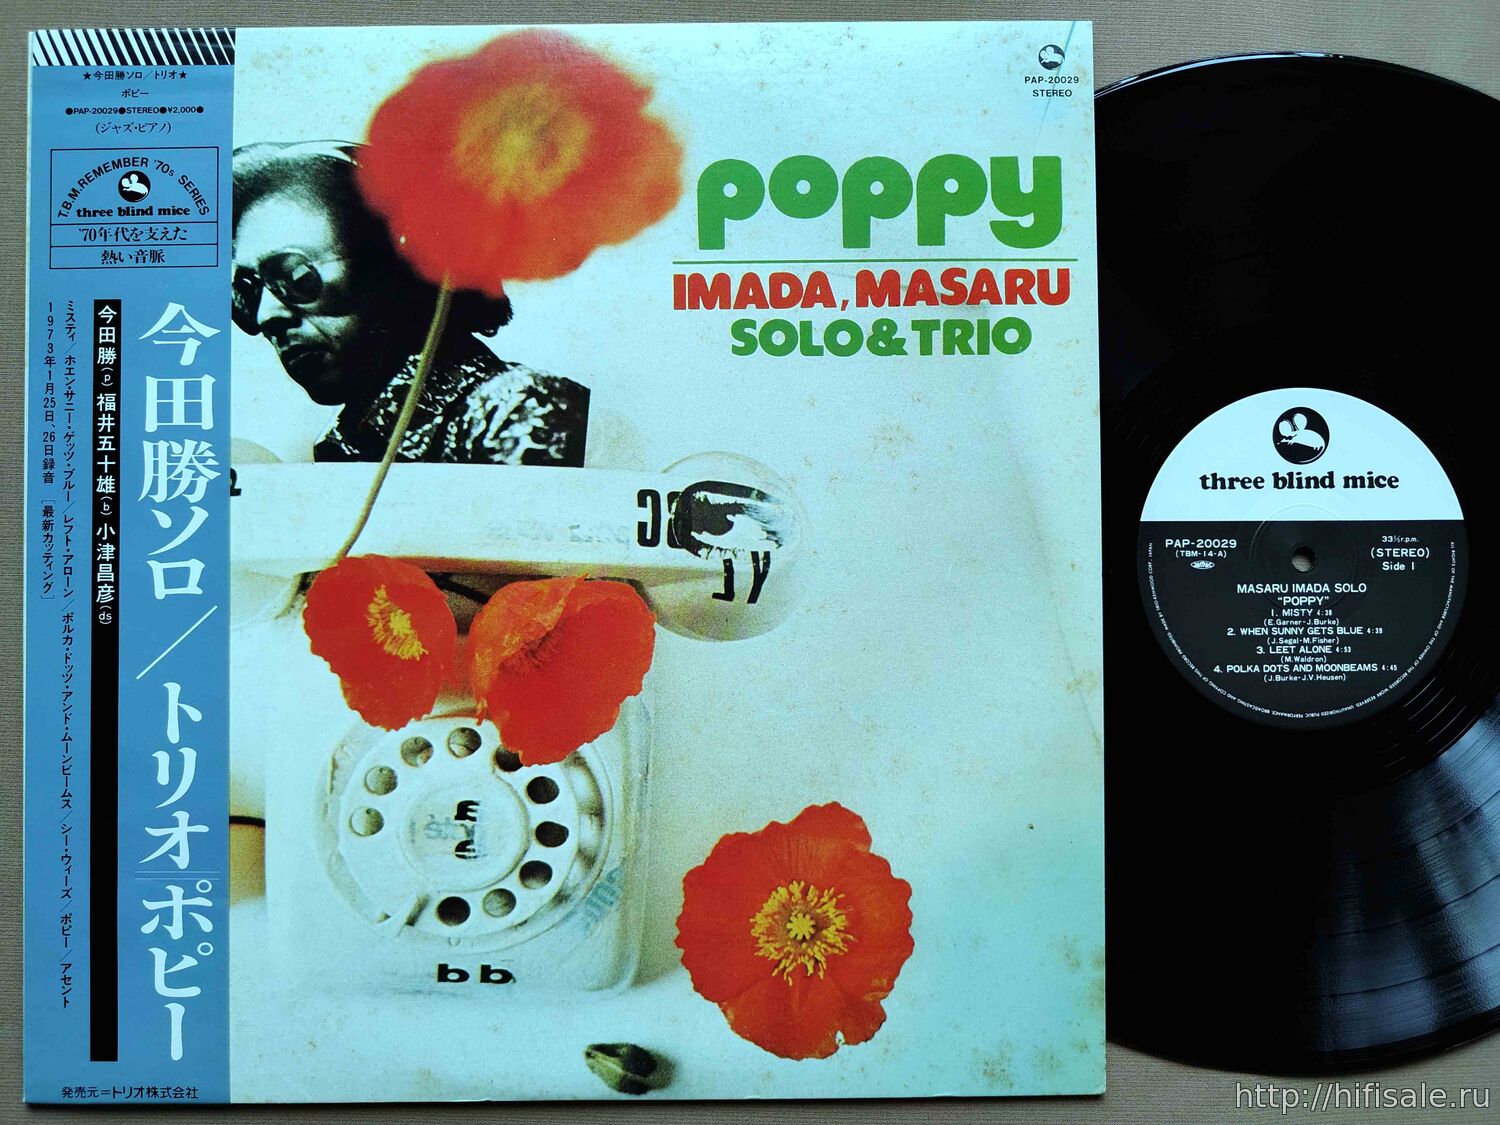 ★今田勝ソロ／トリオ★
ポピー
●PAP-20029●STEREO●¥2,000●
(ジャズ・ピアノ)
T.B.M. REMEMBER '70s SERIES
three blind mice
'70年代を支えた
熱い音脈
今田勝ソロ／トリオ｜ポピー
今田勝(p)福井五十雄(b)小津昌彦(ds)
ミスティ／ホエン・サニー・ゲッツ・ブルー／レフト・アローン／ポルカ・ドッツ・アンド・ムーンビームス／シー・ウィーズ／ポピー／アセント
1973年1月25日、26日録音 [最新カッティング]
発売元=トリオ株式会社
PAP-20029
STEREO
poppy
IMADA, MASARU
SOLO & TRIO
bb
three blind mice
PAP-20029
(TBM-14-A)
33⅓r.p.m.
(STEREO)
Side 1
MASARU IMADA SOLO
"POPPY"
1. MISTY 4:38
(E.Garner-J.Burke)
2. WHEN SUNNY GETS BLUE 4:39
(J.Segal-M.Fisher)
3. LEET ALONE 4:53
(M.Waldron)
4. POLKA DOTS AND MOONBEAMS 4:45
(J.Burke-J.V.Heusen)
http://hifisale.ru